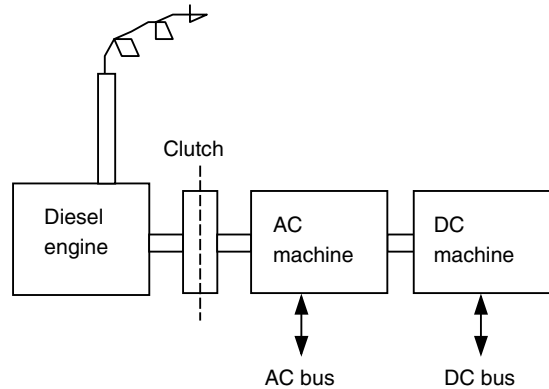 Clutch
Diesel
engine
AC
machine
DC
machine
AC bus
DC bus